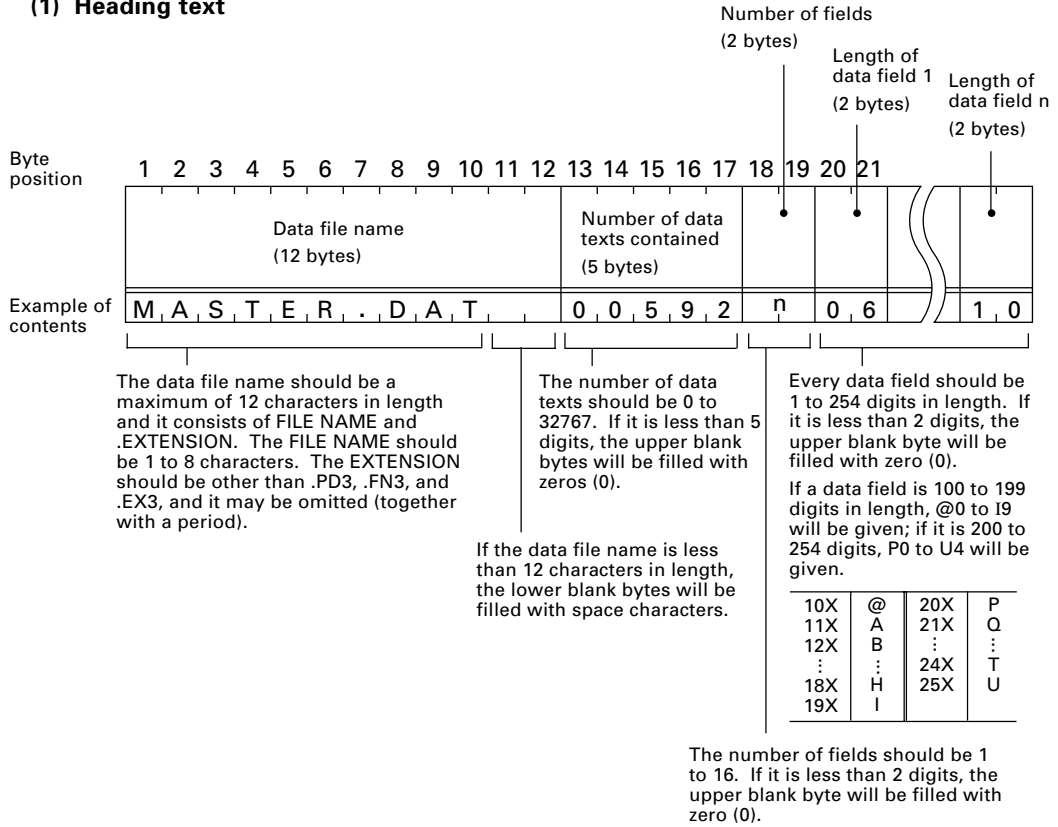 (1) Heading text
Number of fields
(2 bytes)
Length of
data field 1
(2 bytes)
Length of
data field n
(2 bytes)
Byte
position
1 2 3 4 5 6 7 8 9 10 11 12 13 14 15 16 17 18 19 20 21
Data file name
(12 bytes)
Number of data
texts contained
(5 bytes)
Example of
contents
M A S T E R . D A T 0 0 5 9 2 n 0 6 1 0
The data file name should be a
maximum of 12 characters in length
and it consists of FILE NAME and
.EXTENSION. The FILE NAME should
be 1 to 8 characters. The EXTENSION
should be other than .PD3, .FN3, and
.EX3, and it may be omitted (together
with a period).
If the data file name is less
than 12 characters in length,
the lower blank bytes will be
filled with space characters.
The number of data
texts should be 0 to
32767. If it is less than 5
digits, the upper blank
bytes will be filled with
zeros (0).
Every data field should be
1 to 254 digits in length. If
it is less than 2 digits, the
upper blank byte will be
filled with zero (0).
If a data field is 100 to 199
digits in length, @0 to I9
will be given; if it is 200 to
254 digits, P0 to U4 will be
given.
10X @ 20X P
11X A 21X Q
12X B ⋮ ⋮
⋮ ⋮ 24X T
18X H 25X U
19X I
The number of fields should be 1
to 16. If it is less than 2 digits, the
upper blank byte will be filled with
zero (0).